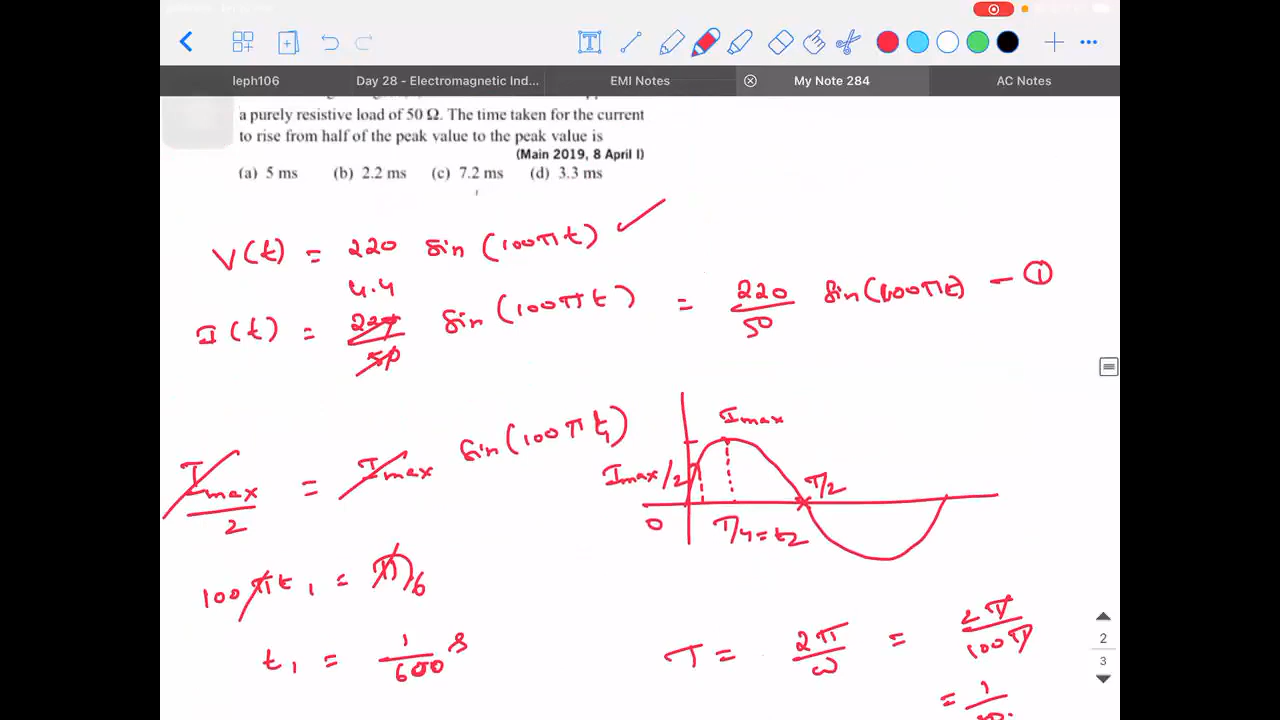 leph106
Day 28 - Electromagnetic Ind...
EMI Notes
My Note 284
AC Notes
a purely resistive load of 50 Ω. The time taken for the current
to rise from half of the peak value to the peak value is
(Main 2019, 8 April I)
(a) 5 ms (b) 2.2 ms (c) 7.2 ms (d) 3.3 ms
V(t) = 220 sin (100πt) ✓
4.4
I(t) = 220/50 sin (100πt) = 220/50 sin(100πt) - ①
Imax/2 = Imax sin(100πt1)
Imax
Imax/2
T/2
0
T/4 = t2
100πt1 = π/6
t1 = 1/600 s
T = 2π/ω = 2π/100π
2
3